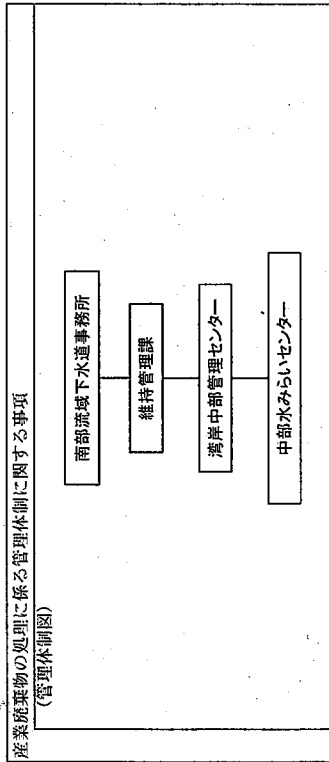 産業廃棄物の処理に係る管理体制に関する事項
(管理体制図)
南部流域下水道事務所
維持管理課
湾岸中部管理センター
中部水みらいセンター